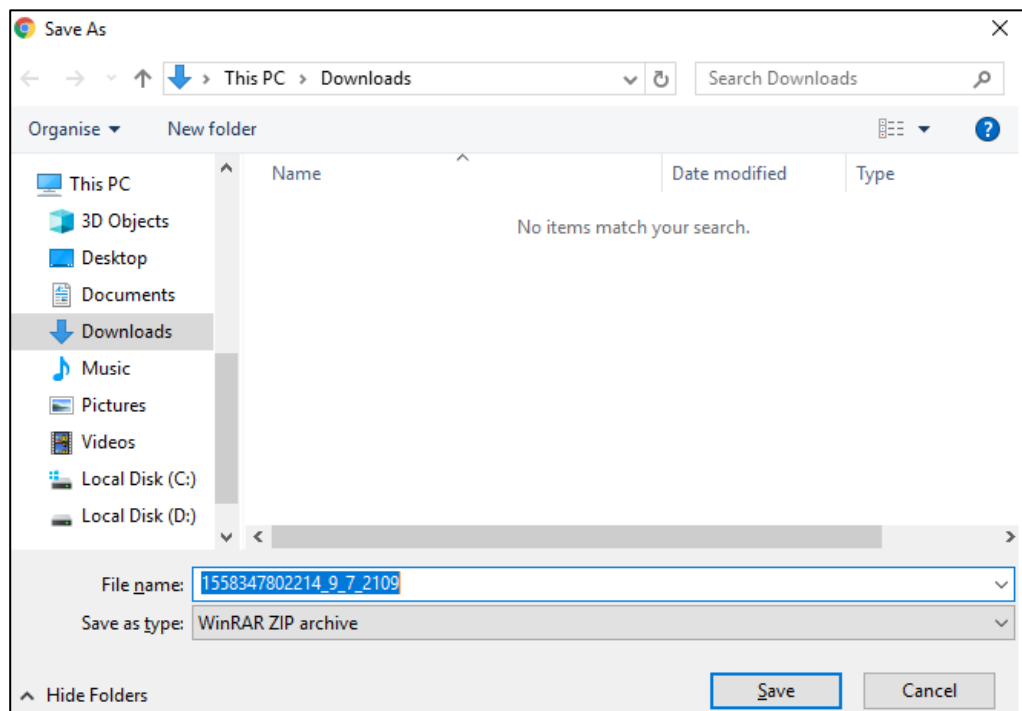 Save As
This PC > Downloads
Search Downloads
Organise
New folder
Name
Date modified
Type
This PC
No items match your search.
3D Objects
Desktop
Documents
Downloads
Music
Pictures
Videos
Local Disk (C:)
Local Disk (D:)
File name: 1558347802214_9_7_2109
Save as type: WinRAR ZIP archive
Hide Folders
Save
Cancel